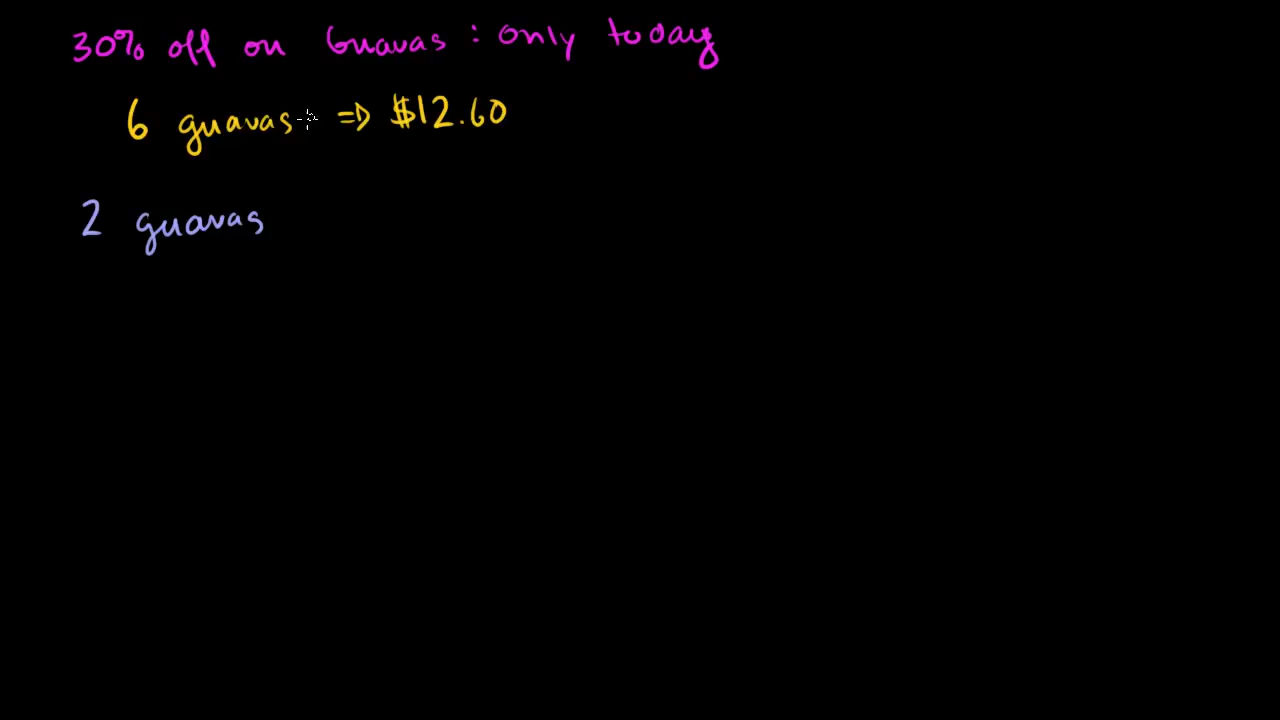 30% off on Guavas : only today
6 guavas ⇒ $12.60
2 guavas